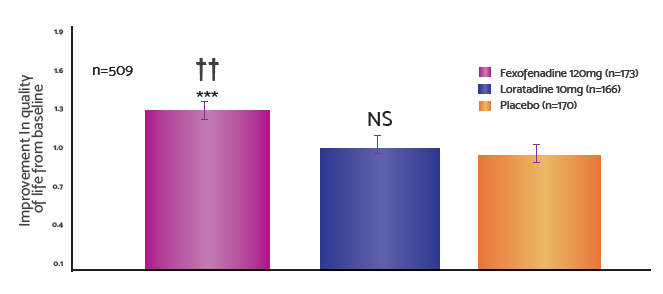 1.9
1.6
1.3
1.0
0.7
0.4
0.1
Improvement In quality
of life from baseline
n=509
††
***
NS
Fexofenadine 120mg (n=173)
Loratadine 10mg (n=166)
Placebo (n=170)